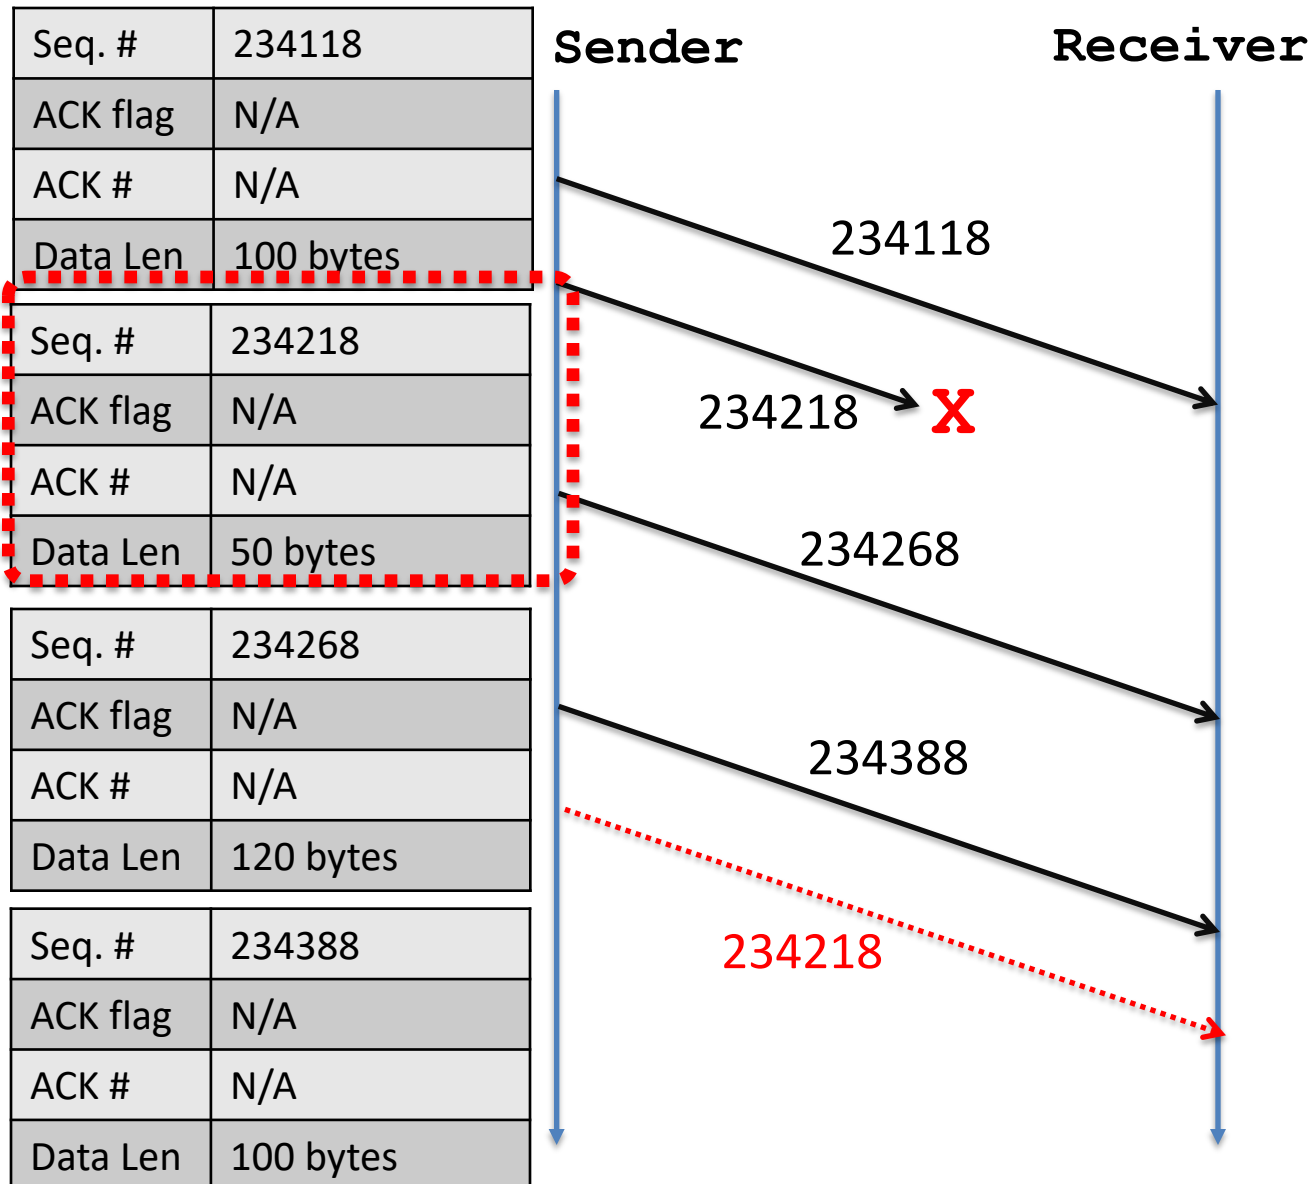 Sender
Receiver
Seq. # 234118
ACK flag N/A
ACK # N/A
Data Len 100 bytes
Seq. # 234218
ACK flag N/A
ACK # N/A
Data Len 50 bytes
Seq. # 234268
ACK flag N/A
ACK # N/A
Data Len 120 bytes
Seq. # 234388
ACK flag N/A
ACK # N/A
Data Len 100 bytes
234118
234218 X
234268
234388
234218